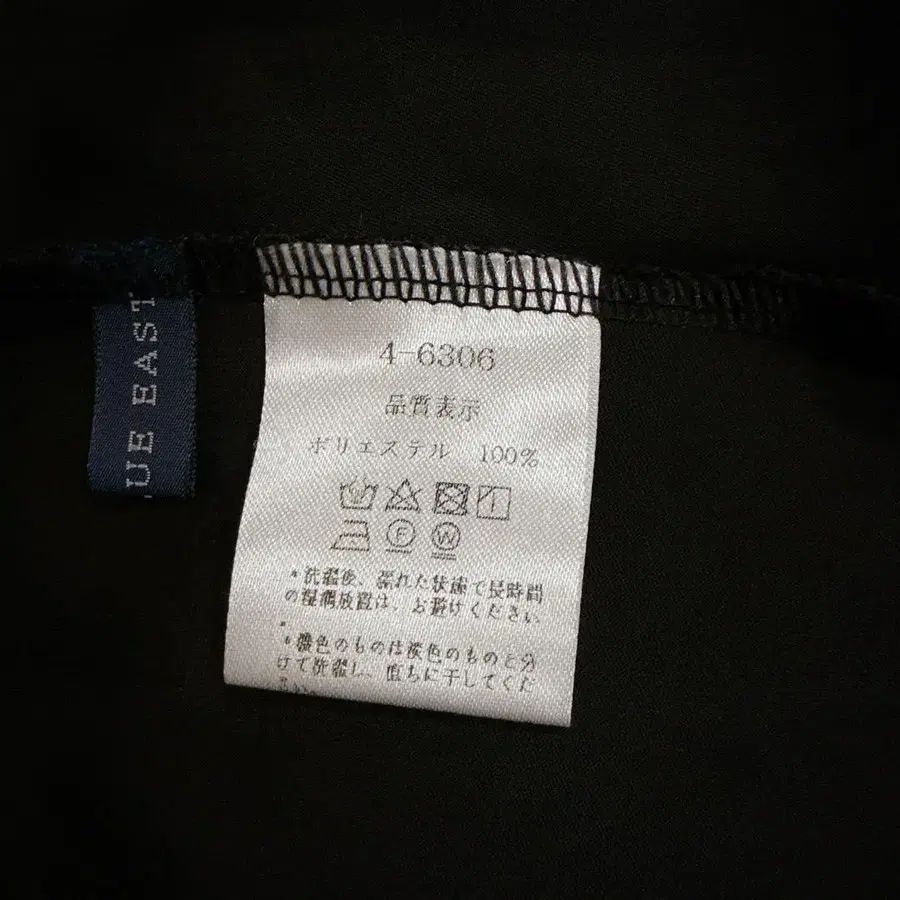 UE EAST
4-6306
品質表示
ポリエステル 100%
F W
*洗濯後、濡れた状態で長時間
の放置は、お避けください
*濃色のものは淡色のものと分
けて洗濯し、直ちに干してくだ